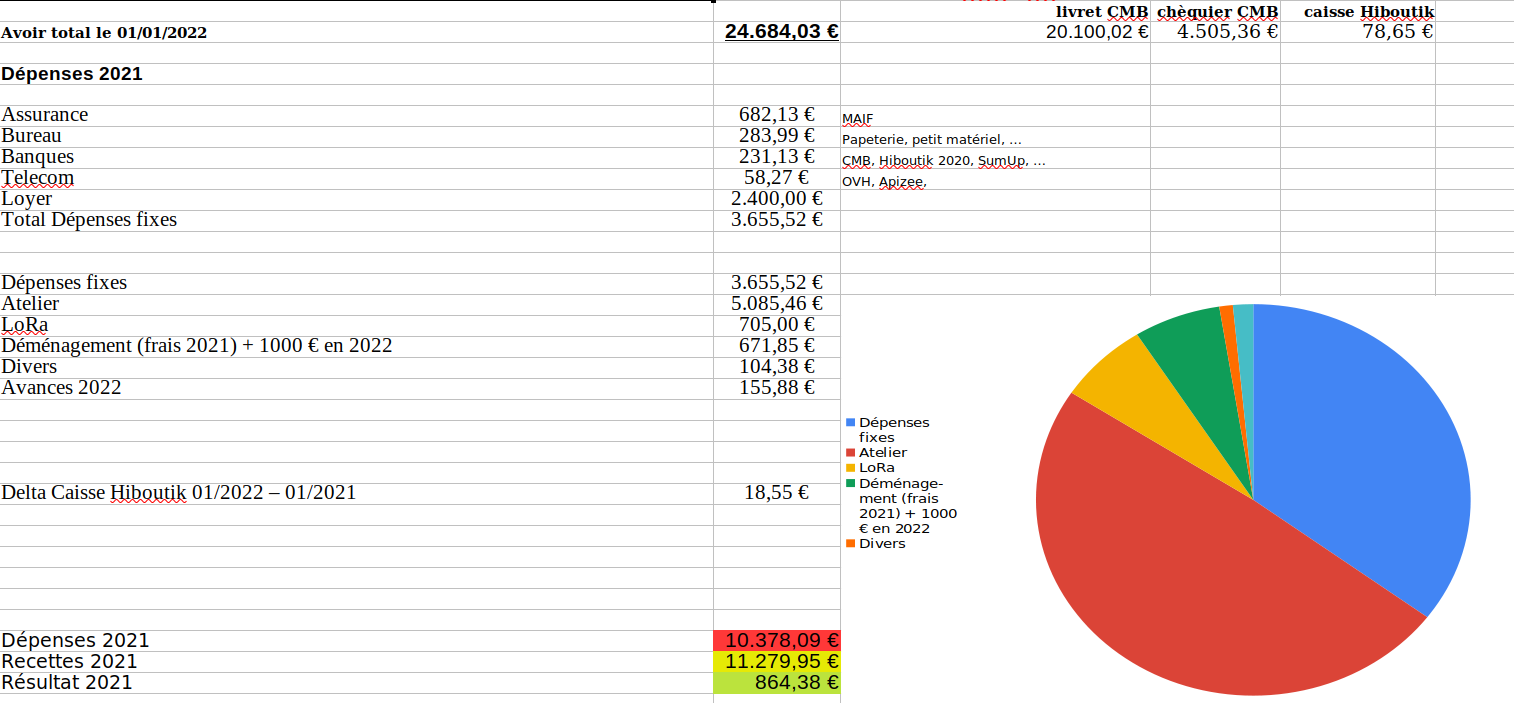 livret CMB chèquier CMB caisse Hiboutik
Avoir total le 01/01/2022 24.684,03 € 20.100,02 € 4.505,36 € 78,65 €
Dépenses 2021
Assurance 682,13 € MAIF
Bureau 283,99 € Papeterie, petit matériel, ...
Banques 231,13 € CMB, Hiboutik 2020, SumUp, ...
Telecom 58,27 € OVH, Apizee,
Loyer 2.400,00 €
Total Dépenses fixes 3.655,52 €
Dépenses fixes 3.655,52 €
Atelier 5.085,46 €
LoRa 705,00 €
Déménagement (frais 2021) + 1000 € en 2022 671,85 €
Divers 104,38 €
Avances 2022 155,88 €
Delta Caisse Hiboutik 01/2022 – 01/2021 18,55 €
Dépenses 2021 10.378,09 €
Recettes 2021 11.279,95 €
Résultat 2021 864,38 €
Dépenses
fixes
Atelier
LoRa
Déménage-
ment (frais
2021) + 1000
€ en 2022
Divers